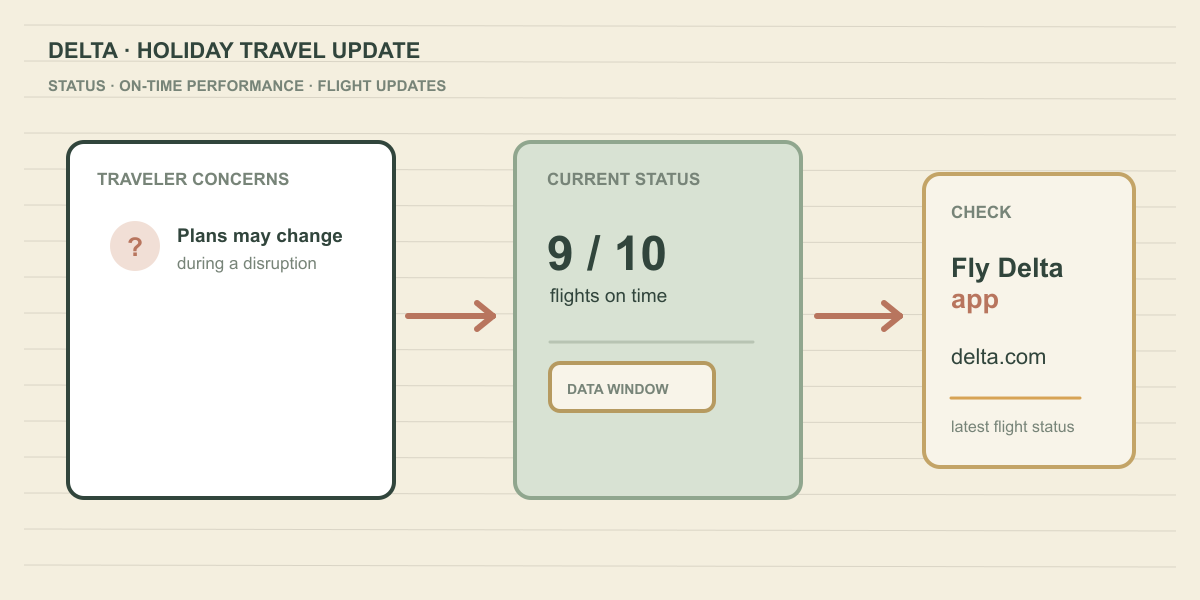 DELTA · HOLIDAY TRAVEL UPDATE
STATUS · ON-TIME PERFORMANCE · FLIGHT UPDATES
TRAVELER CONCERNS
?
Plans may change
during a disruption
CURRENT STATUS
9 / 10
flights on time
DATA WINDOW
CHECK
Fly Delta
app
delta.com
latest flight status